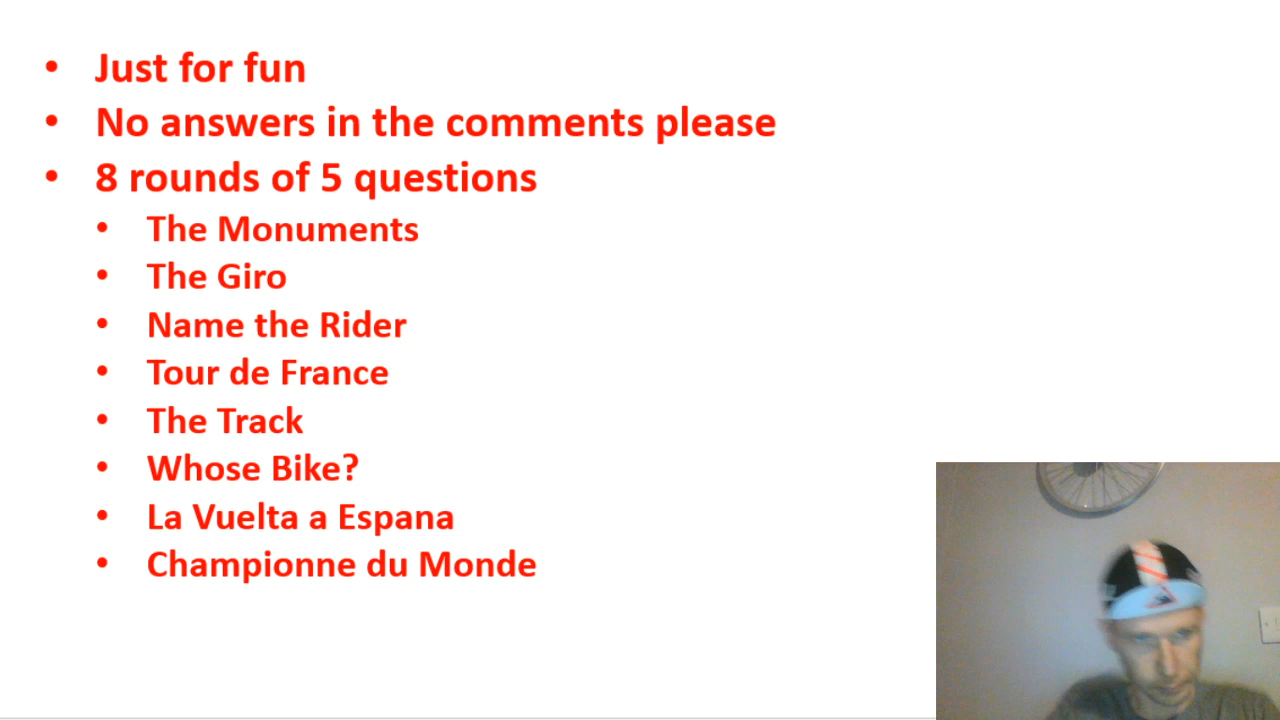 Just for fun
No answers in the comments please
8 rounds of 5 questions
The Monuments
The Giro
Name the Rider
Tour de France
The Track
Whose Bike?
La Vuelta a Espana
Championne du Monde